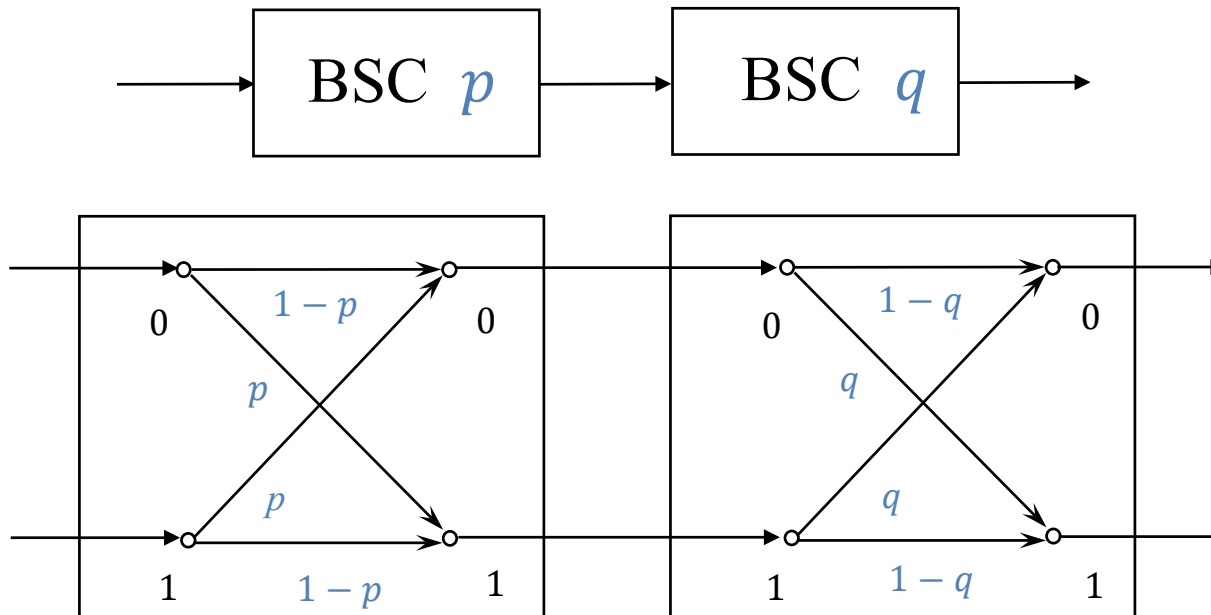 BSC p BSC q
1 − p 1 − q
0 0 0 0
p q
p q
1 1 − p 1 1 1 − q 1